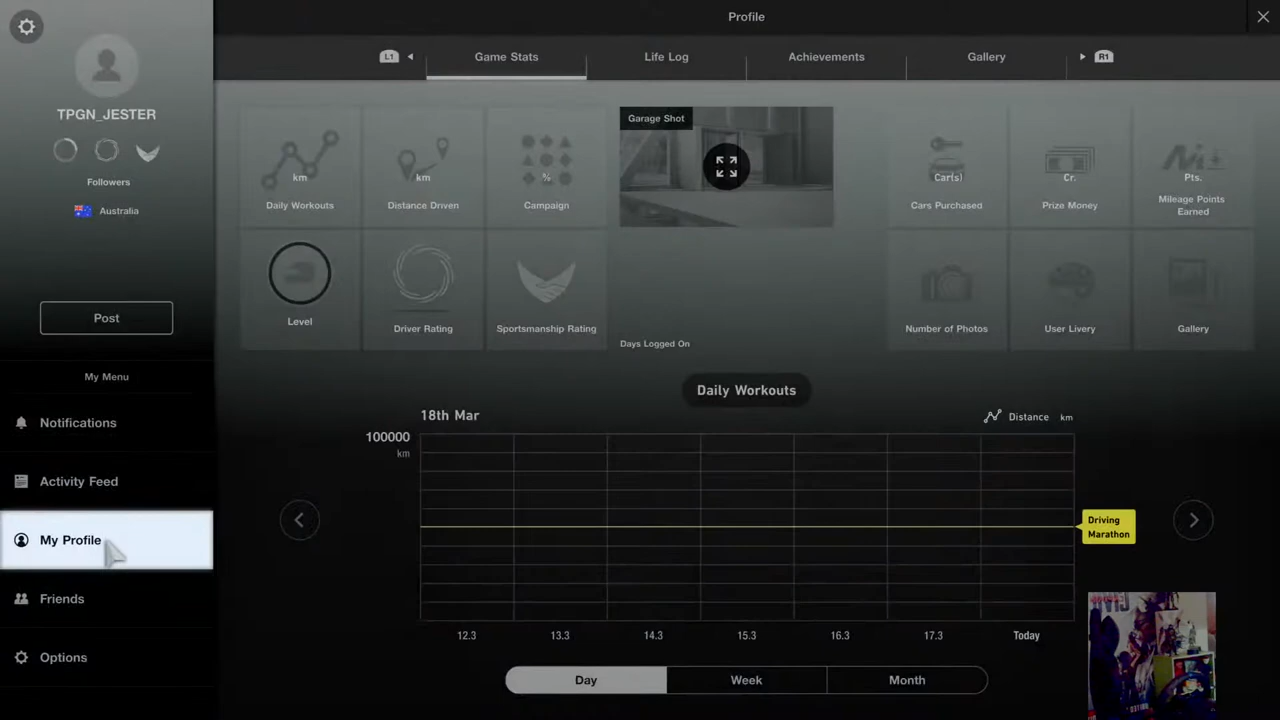 Profile
L1
Game Stats
Life Log
Achievements
Gallery
R1
TPGN_JESTER
Followers
Australia
Post
My Menu
Notifications
Activity Feed
My Profile
Friends
Options
km
Daily Workouts
km
Distance Driven
%
Campaign
Level
Driver Rating
Sportsmanship Rating
Garage Shot
Days Logged On
Car(s)
Cars Purchased
Cr.
Prize Money
Pts.
Mileage Points
Earned
Number of Photos
User Livery
Gallery
Daily Workouts
18th Mar
Distance km
100000
km
Driving
Marathon
12.3
13.3
14.3
15.3
16.3
17.3
Today
Day
Week
Month